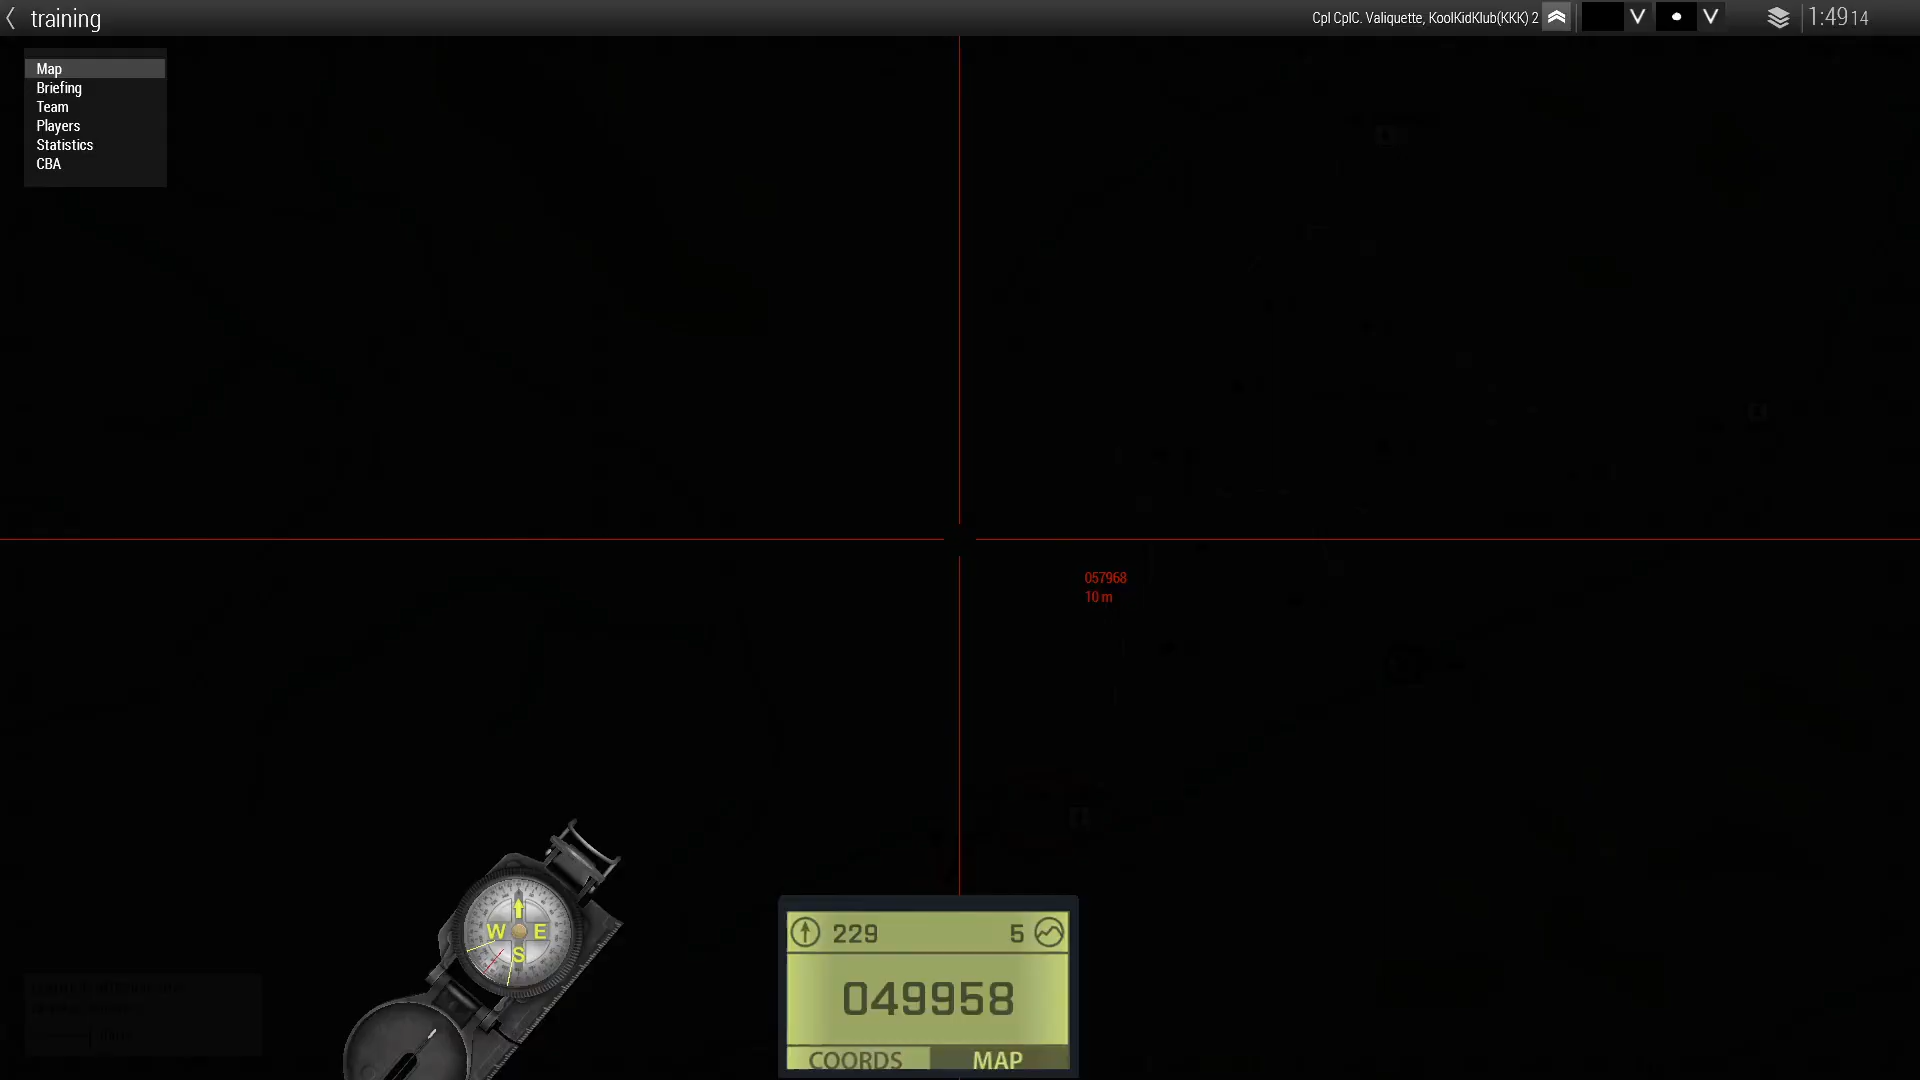 training
Cpl CplC. Valiquette, KoolKidKlub(KKK) 2
1:49 14
Map
Briefing
Team
Players
Statistics
CBA
057968
10 m
W E
S
229
5
049958
COORDS
MAP